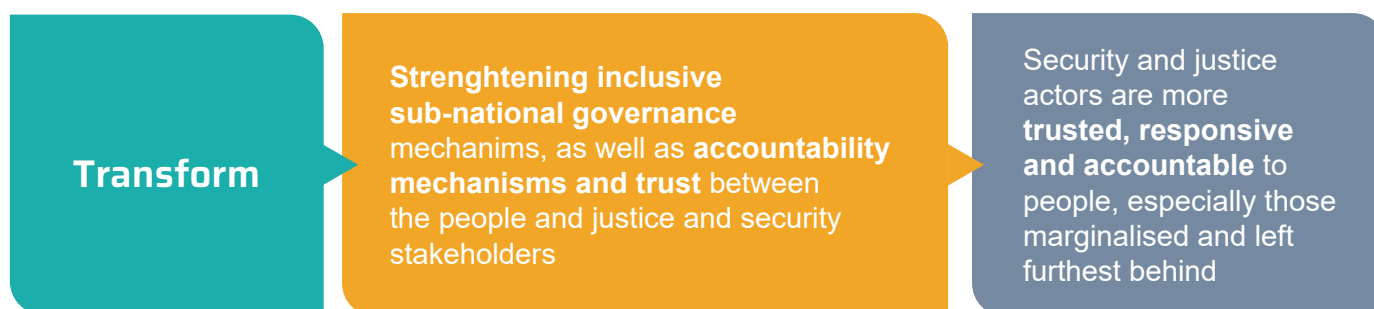 Transform
Strenghtening inclusive
sub-national governance
mechanims, as well as accountability
mechanisms and trust between
the people and justice and security
stakeholders
Security and justice
actors are more
trusted, responsive
and accountable to
people, especially those
marginalised and left
furthest behind